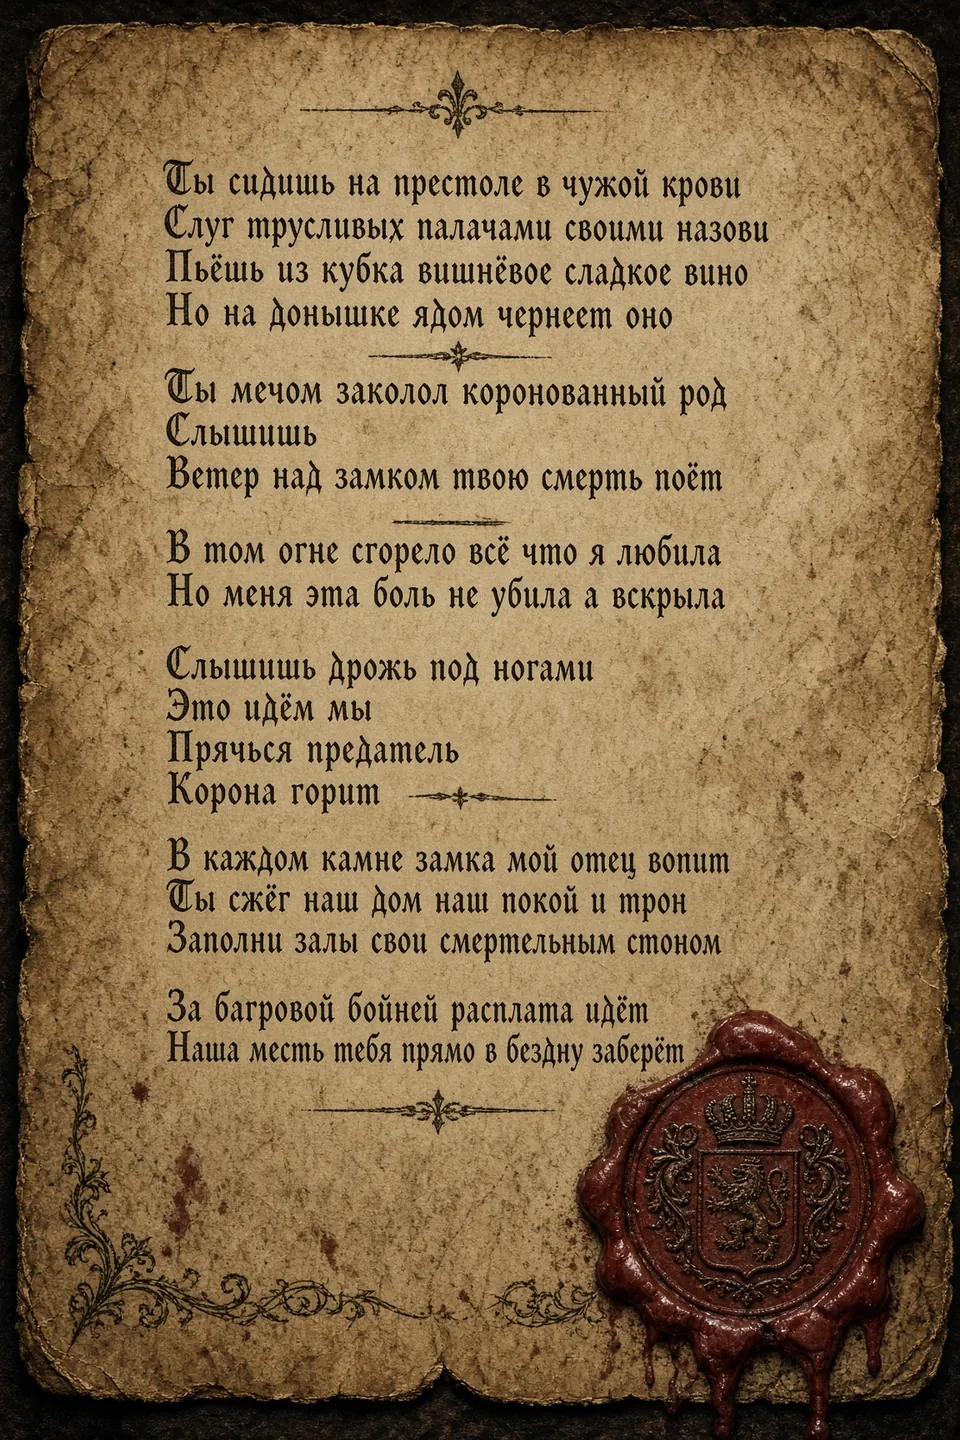 Ты сидишь на престоле в чужой крови
Слуг трусливых палачами своими назови
Пьёшь из кубка вишнёвое сладкое вино
Но на донышке ядом чернеет оно
Ты мечом заколол коронованный род
Слышишь
Ветер над замком твою смерть поёт
В том огне сгорело всё что я любила
Но меня эта боль не убила а вскрыла
Слышишь дрожь под ногами
Это идём мы
Прячься предатель
Корона горит
В каждом камне замка мой отец вопит
Ты сжёг наш дом наш покой и трон
Заполни залы свои смертельным стоном
За багровой бойней расплата идёт
Наша месть тебя прямо в бездну заберёт